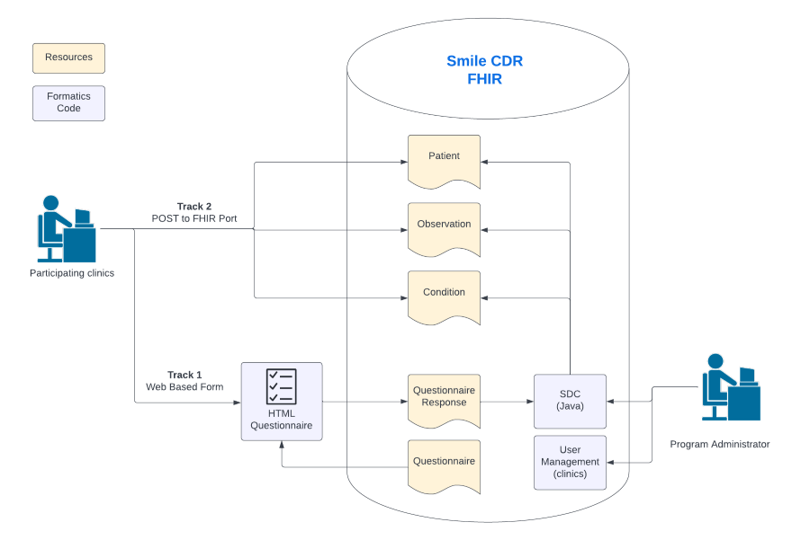 Smile CDR
FHIR
Resources
Formatics
Code
Patient
Track 2
POST to FHIR Port
Observation
Participating clinics
Condition
Track 1
Web Based Form
HTML
Questionnaire
Questionnaire
Response
SDC
(Java)
Program Administrator
Questionnaire
User
Management
(clinics)